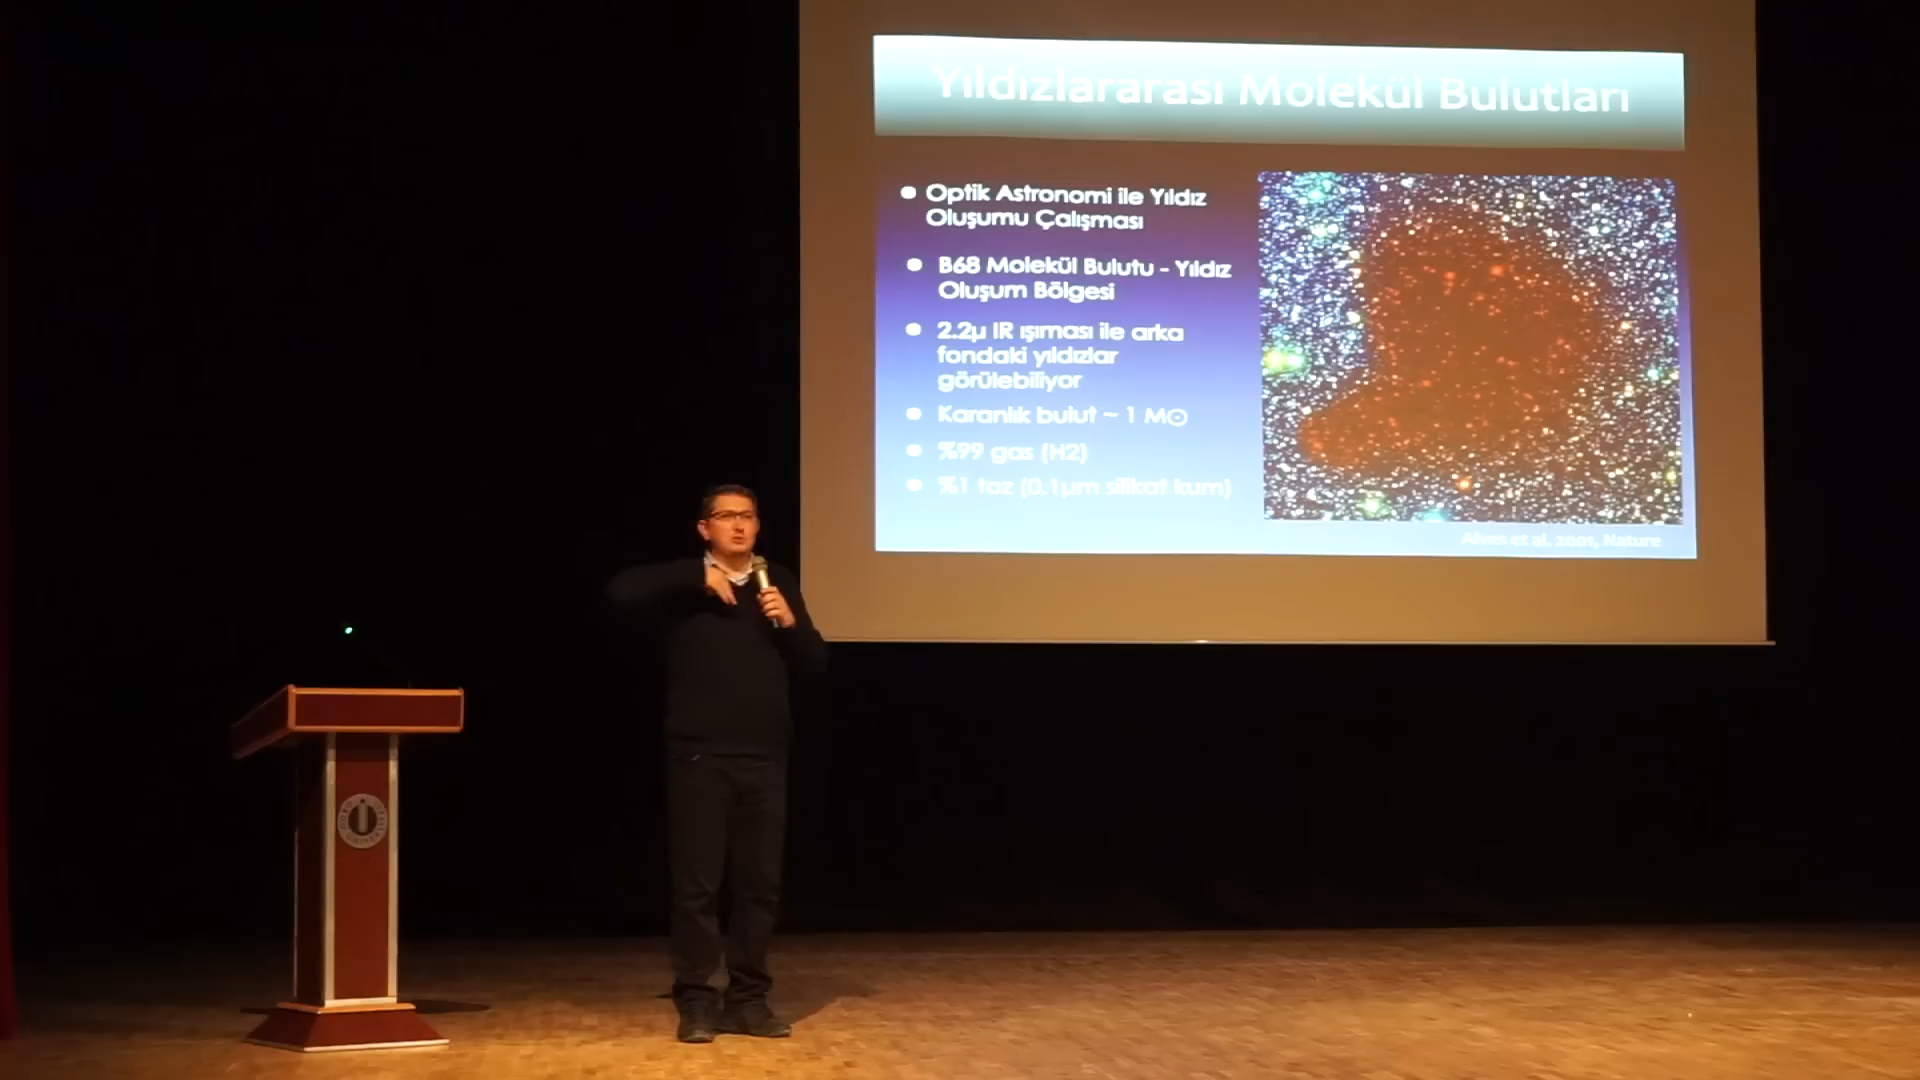 Yıldızlararası Molekül Bulutları
Optik Astronomi ile Yıldız
Oluşumu Çalışması
B68 Molekül Bulutu - Yıldız
Oluşum Bölgesi
2.2µ IR ışıması ile arka
fondaki yıldızlar
görülebiliyor
Karanlık bulut ~ 1 M⊙
%99 gas (H2)
%1 toz (0.1µm silikat kum)
Alves et al. 2001, Nature